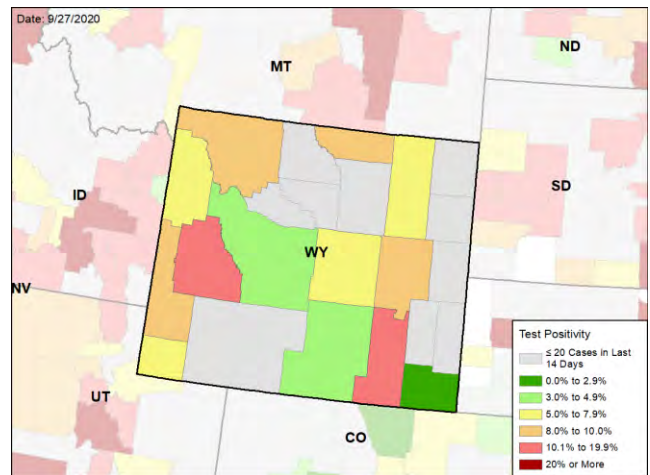 Date: 9/27/2020
ND
MT
ID
SD
WY
NV
UT
CO
Test Positivity
≤ 20 Cases in Last
14 Days
0.0% to 2.9%
3.0% to 4.9%
5.0% to 7.9%
8.0% to 10.0%
10.1% to 19.9%
20% or More